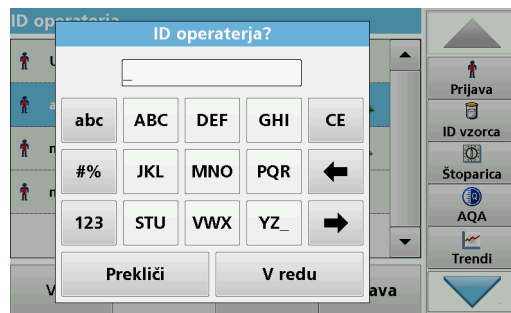 ID operaterja
ID operaterja?
_
abc ABC DEF GHI CE
#% JKL MNO PQR
123 STU VWX YZ_
Prekliči V redu
Prijava
ID vzorca
Štoparica
AQA
Trendi